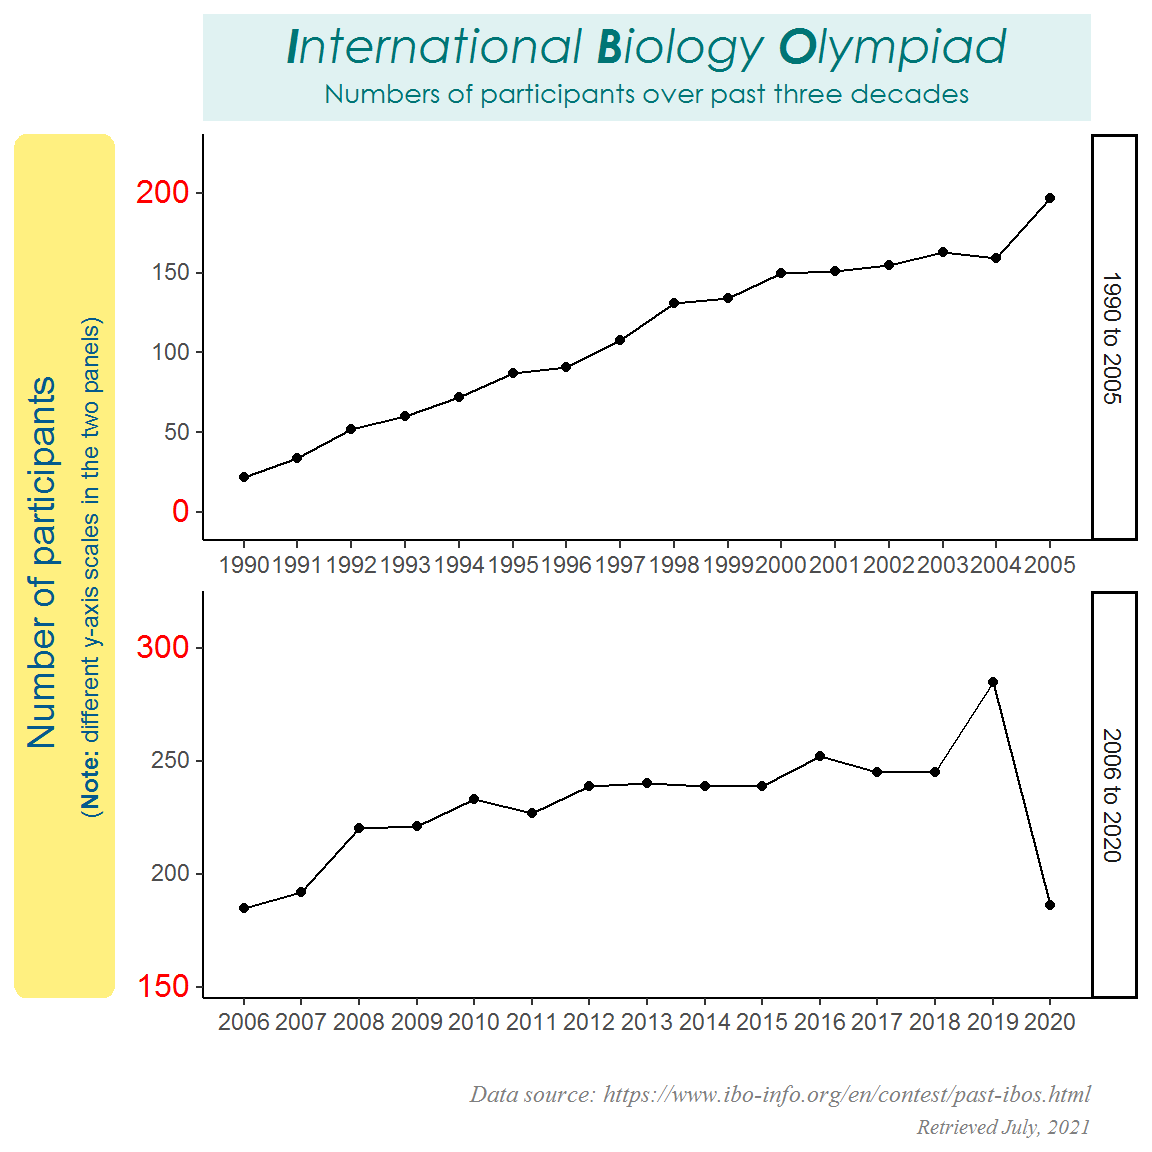 International Biology Olympiad
Numbers of participants over past three decades
Number of participants
(Note: different y-axis scales in the two panels)
200
150
100
50
0
1990 1991 1992 1993 1994 1995 1996 1997 1998 1999 2000 2001 2002 2003 2004 2005
1990 to 2005
300
250
200
150
2006 2007 2008 2009 2010 2011 2012 2013 2014 2015 2016 2017 2018 2019 2020
2006 to 2020
Data source: https://www.ibo-info.org/en/contest/past-ibos.html
Retrieved July, 2021